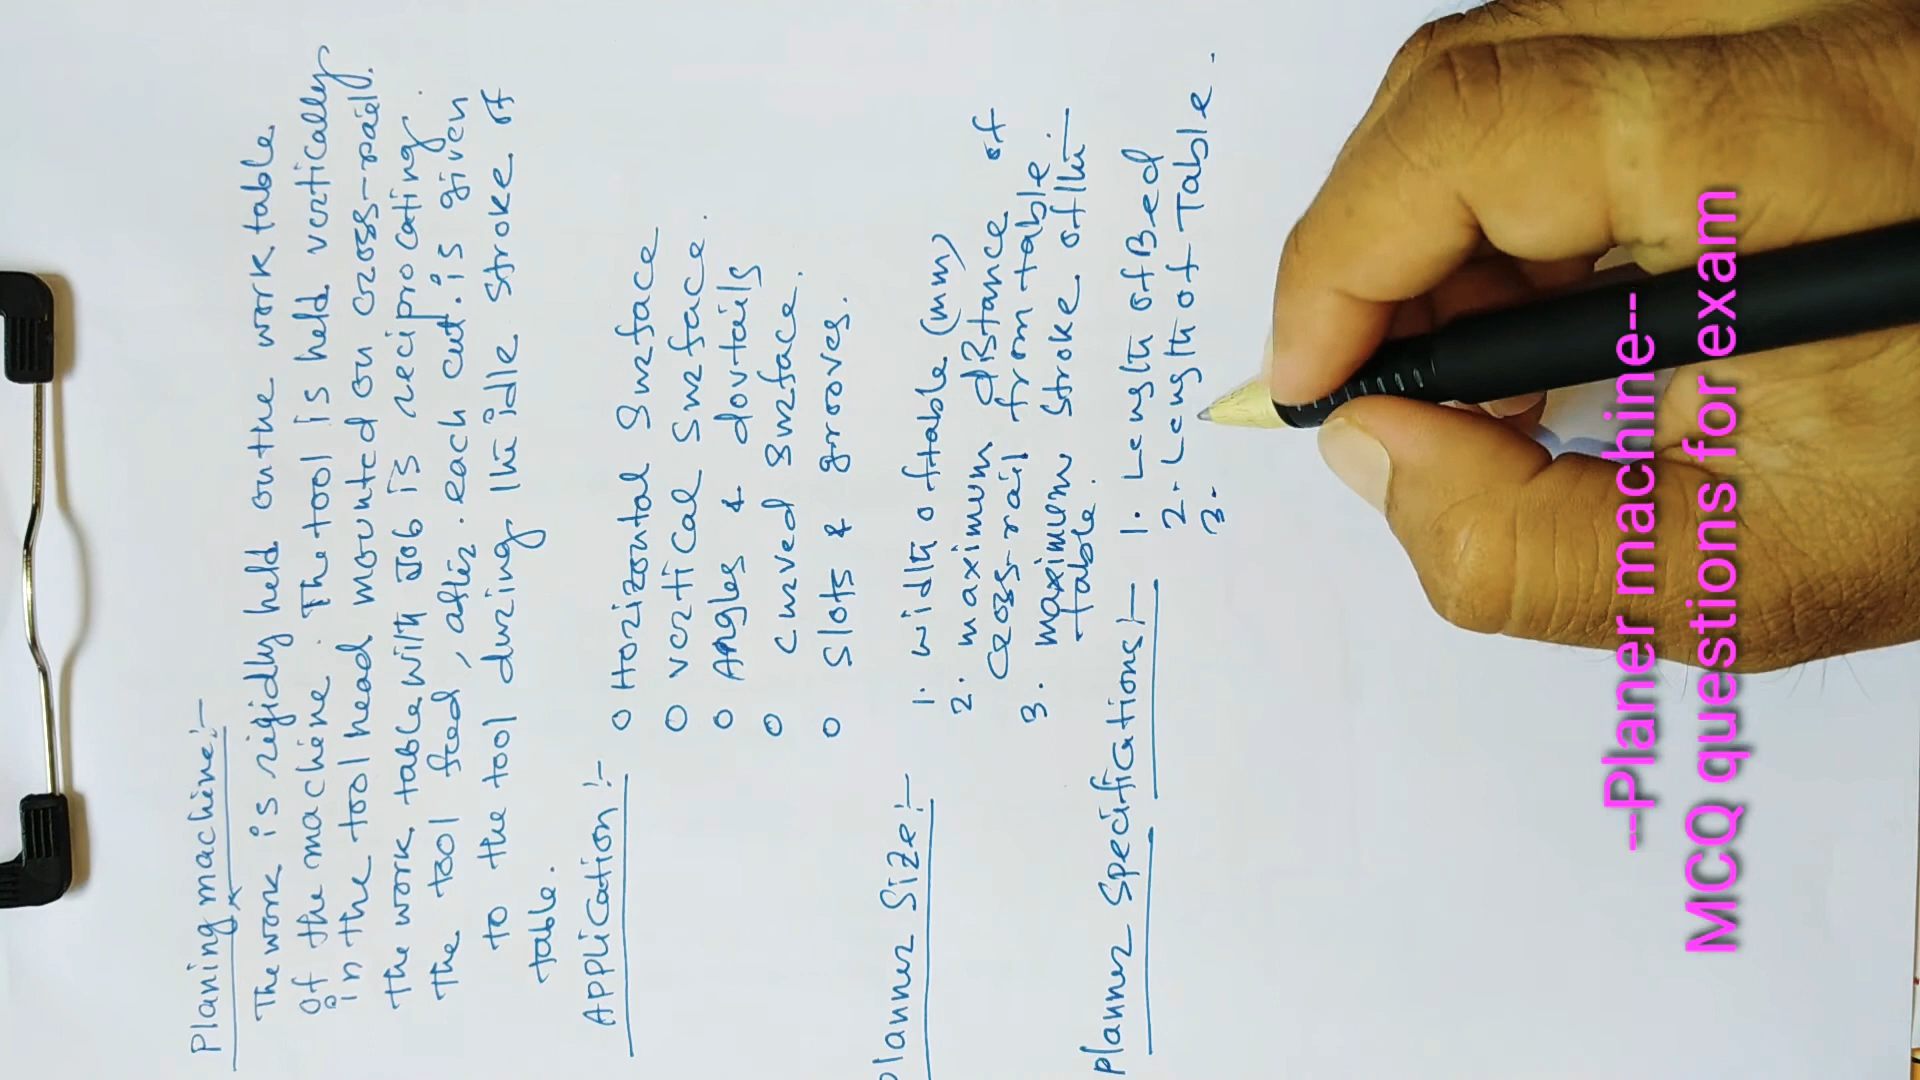 Planing machine:-
The work is rigidly held onthe work table
of the machine. The tool is held vertically
in the tool head mounted on cross-rail.
The work table with Job is reciprocating.
The tool feed, after each cut. is given
to the tool during the idle stroke of
table.
Application:-
o Horizontal Surface
o vertical Surface.
o Angles & dovtails
o curved Surface.
o Slots & grooves.
Planner Size:-
1. width of table (mm)
2. maximum distance of
Cross-rail from table.
3. maximum stroke of the
table.
Planner Specifications:-
1. Length of Bed
2. Length of Table.
3.
--Planer machine--
MCQ questions for exam